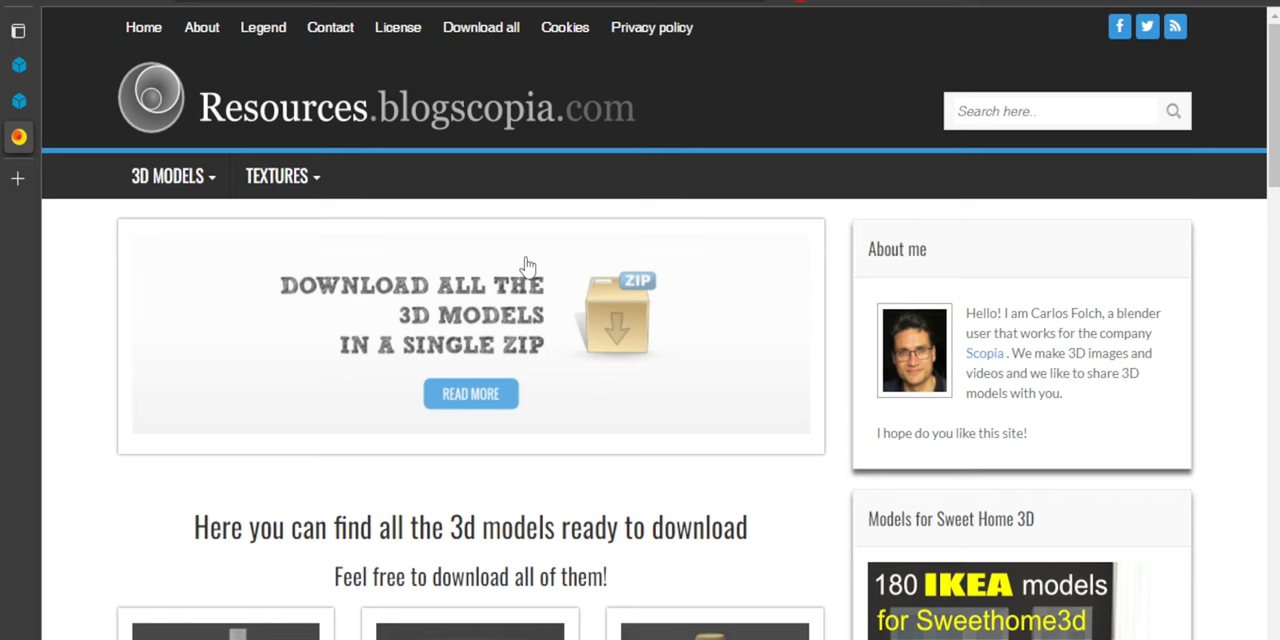 Home About Legend Contact License Download all Cookies Privacy policy
Resources.blogscopia.com
Search here..
3D MODELS TEXTURES
DOWNLOAD ALL THE
3D MODELS
IN A SINGLE ZIP
ZIP
READ MORE
About me
Hello! I am Carlos Folch, a blender
user that works for the company
Scopia . We make 3D images and
videos and we like to share 3D
models with you.
I hope do you like this site!
Here you can find all the 3d models ready to download
Feel free to download all of them!
Models for Sweet Home 3D
180 IKEA models
for Sweethome3d